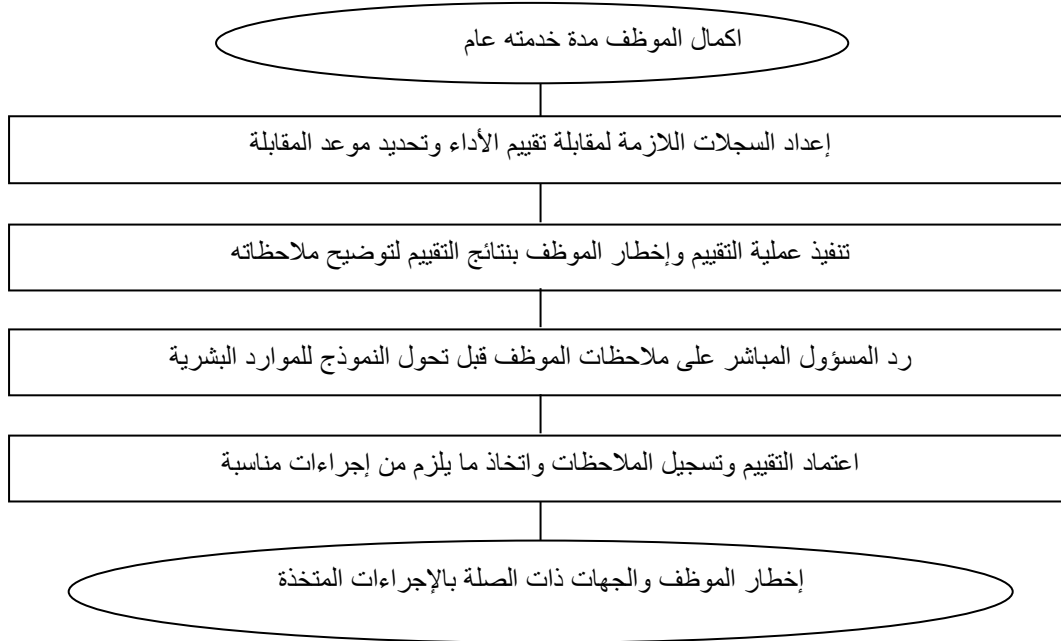 اكمال الموظف مدة خدمته عام
إعداد السجلات اللازمة لمقابلة تقييم الأداء وتحديد موعد المقابلة
تنفيذ عملية التقييم وإخطار الموظف بنتائج التقييم لتوضيح ملاحظاته
رد المسؤول المباشر على ملاحظات الموظف قبل تحول النموذج للموارد البشرية
اعتماد التقييم وتسجيل الملاحظات واتخاذ ما يلزم من إجراءات مناسبة
إخطار الموظف والجهات ذات الصلة بالإجراءات المتخذة